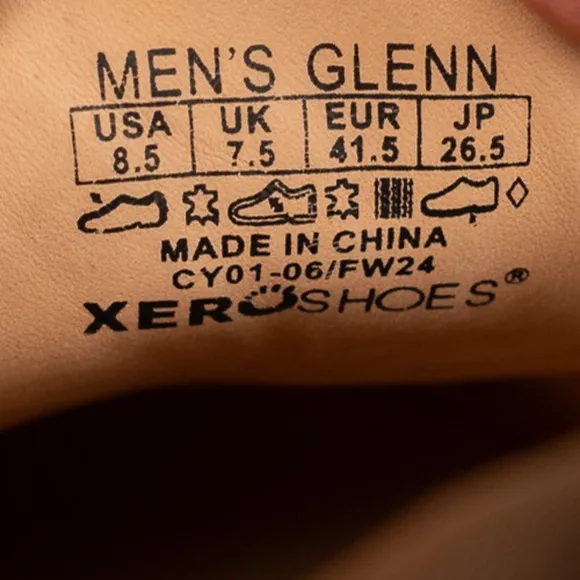 MEN'S GLENN
USA UK EUR JP
8.5 7.5 41.5 26.5
MADE IN CHINA
CY01-06/FW24
XEROSHOES®